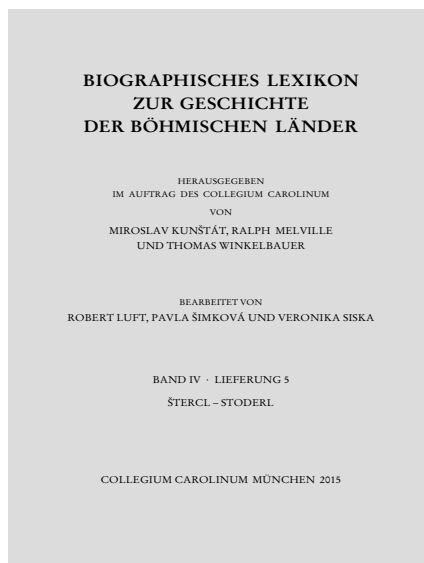 BIOGRAPHISCHES LEXIKON
ZUR GESCHICHTE
DER BÖHMISCHEN LÄNDER
HERAUSGEGEBEN
IM AUFTRAG DES COLLEGIUM CAROLINUM
VON
MIROSLAV KUNŠTÁT, RALPH MELVILLE
UND THOMAS WINKELBAUER
BEARBEITET VON
ROBERT LUFT, PAVLA ŠIMKOVÁ UND VERONIKA SISKA
BAND IV · LIEFERUNG 5
ŠTERCL – STODERL
COLLEGIUM CAROLINUM MÜNCHEN 2015